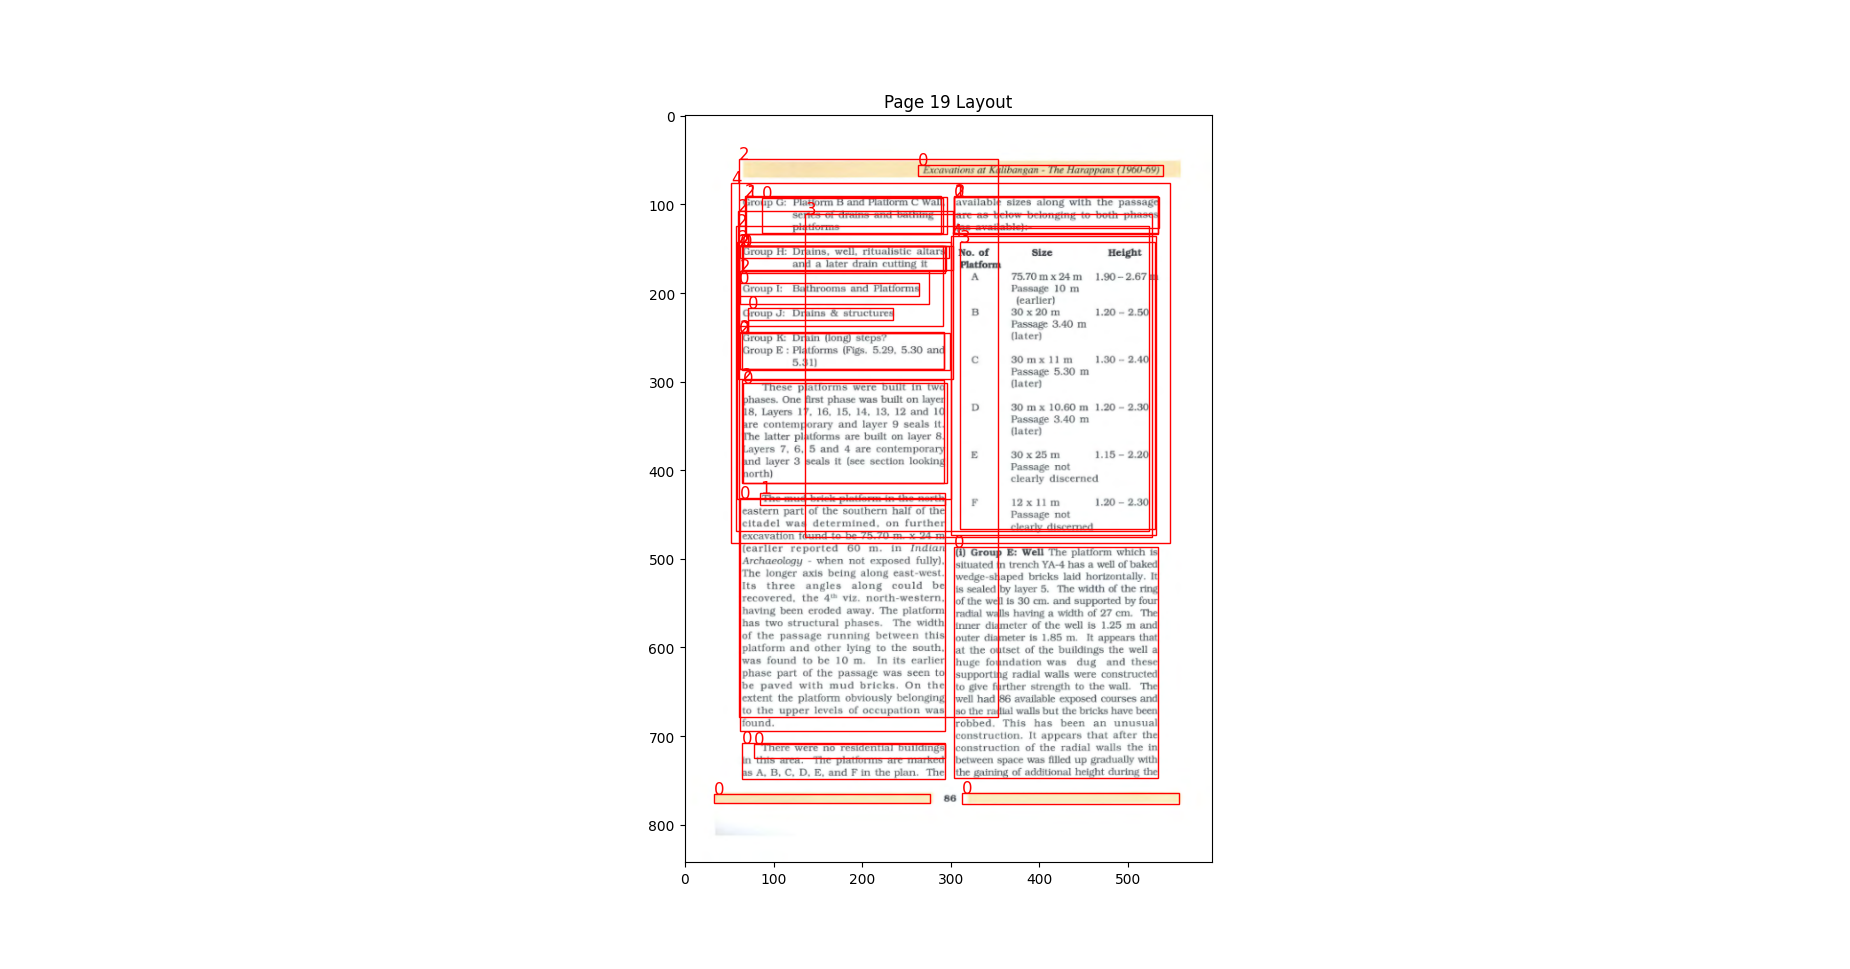 Page 19 Layout
Excavations at Kalibangan - The Harappans (1960-69)
Group G: Platform B and Platform C Wall,
series of drains and bathing
platforms
Group H: Drains, well, ritualistic altars
and a later drain cutting it
Group I: Bathrooms and Platforms
Group J: Drains & structures
Group K: Drain (long) steps?
Group E : Platforms (Figs. 5.29, 5.30 and
5.31)
These platforms were built in two
phases. One first phase was built on layer
18, Layers 17, 16, 15, 14, 13, 12 and 10
are contemporary and layer 9 seals it.
The latter platforms are built on layer 8.
Layers 7, 6, 5 and 4 are contemporary
and layer 3 seals it (see section looking
north)
The mud brick platform in the north
eastern part of the southern half of the
citadel was determined, on further
excavation found to be 75.70 m. x 24 m
(earlier reported 60 m. in Indian
Archaeology - when not exposed fully).
The longer axis being along east-west.
Its three angles along could be
recovered, the 4th viz. north-western,
having been eroded away. The platform
has two structural phases. The width
of the passage running between this
platform and other lying to the south,
was found to be 10 m. In its earlier
phase part of the passage was seen to
be paved with mud bricks. On the
extent the platform obviously belonging
to the upper levels of occupation was
found.
There were no residential buildings
in this area. The platforms are marked
as A, B, C, D, E, and F in the plan. The
available sizes along with the passage
are as below belonging to both phases
available):-
No. of Size Height
Platform
A 75.70 m x 24 m 1.90 – 2.67 m
Passage 10 m
(earlier)
B 30 x 20 m 1.20 – 2.50
Passage 3.40 m
(later)
C 30 m x 11 m 1.30 – 2.40
Passage 5.30 m
(later)
D 30 m x 10.60 m 1.20 – 2.30
Passage 3.40 m
(later)
E 30 x 25 m 1.15 – 2.20
Passage not
clearly discerned
F 12 x 11 m 1.20 – 2.30
Passage not
clearly discerned
(i) Group E: Well The platform which is
situated in trench YA-4 has a well of baked
wedge-shaped bricks laid horizontally. It
is sealed by layer 5. The width of the ring
of the well is 30 cm. and supported by four
radial walls having a width of 27 cm. The
inner diameter of the well is 1.25 m and
outer diameter is 1.85 m. It appears that
at the outset of the buildings the well a
huge foundation was dug and these
supporting radial walls were constructed
to give further strength to the wall. The
well had 86 available exposed courses and
so the radial walls but the bricks have been
robbed. This has been an unusual
construction. It appears that after the
construction of the radial walls the in
between space was filled up gradually with
the gaining of additional height during the
86
0
100
200
300
400
500
600
700
800
0 100 200 300 400 500